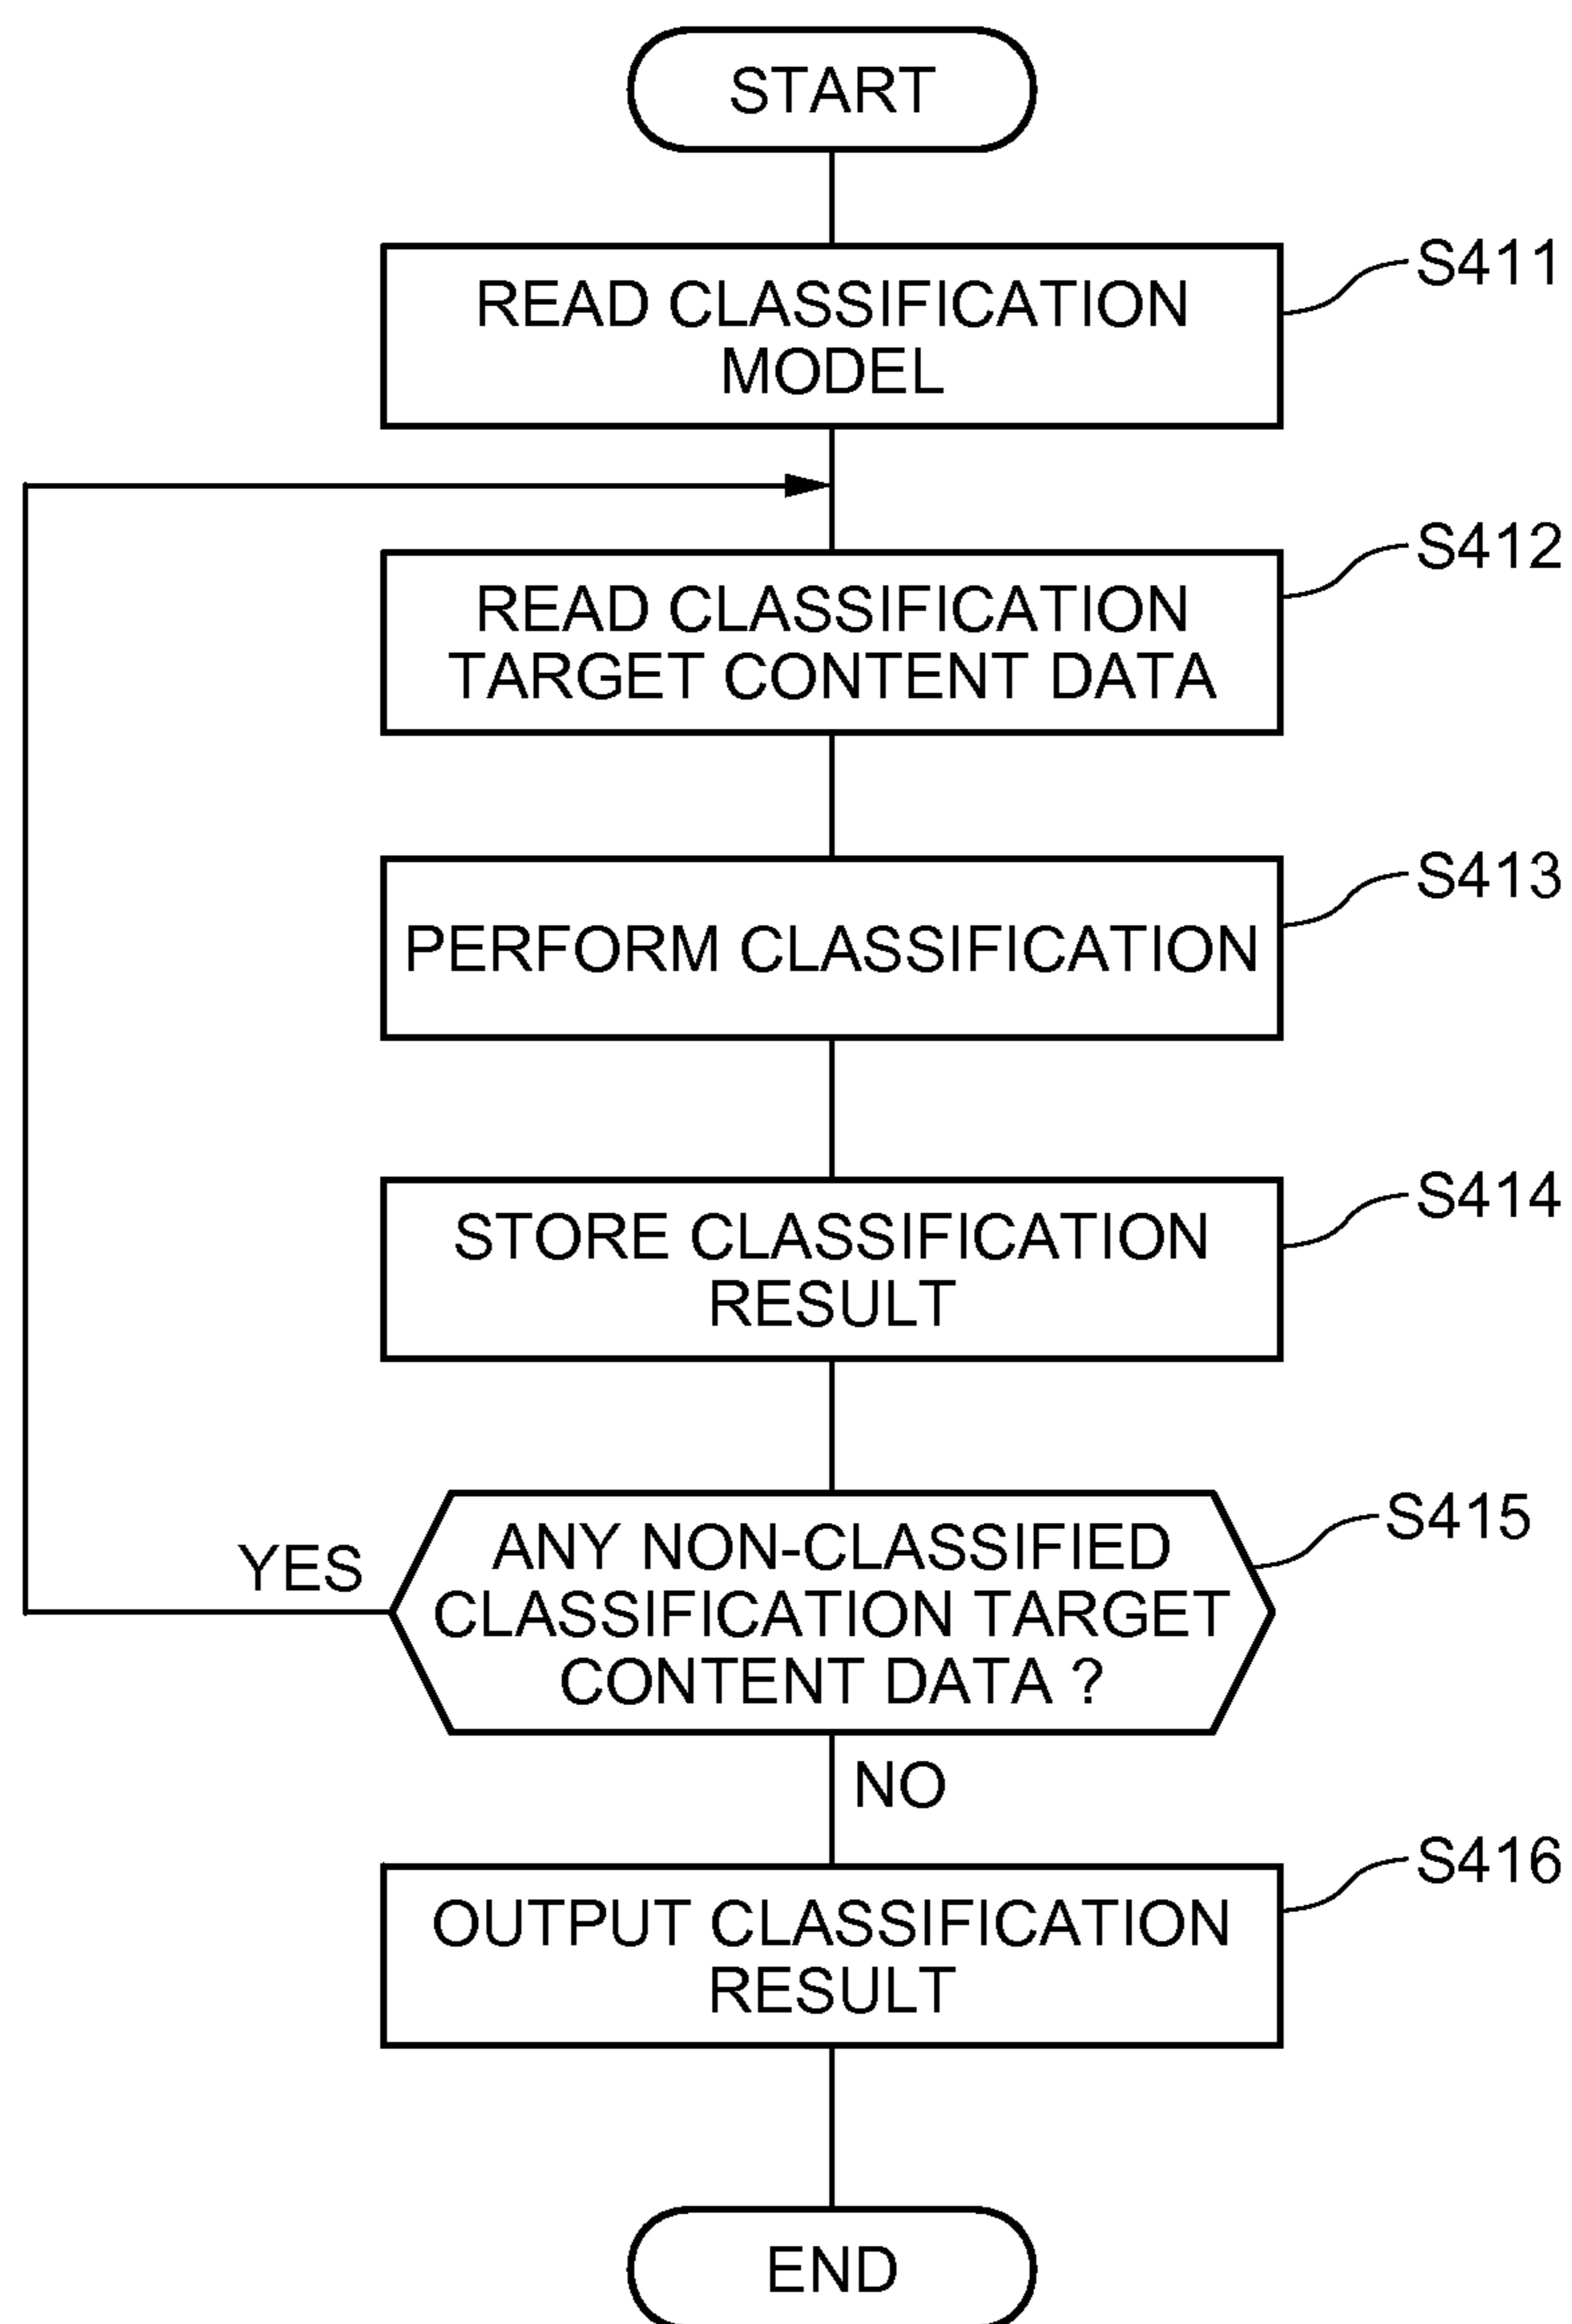 START
READ CLASSIFICATION
MODEL
S411
READ CLASSIFICATION
TARGET CONTENT DATA
S412
PERFORM CLASSIFICATION
S413
STORE CLASSIFICATION
RESULT
S414
ANY NON-CLASSIFIED
CLASSIFICATION TARGET
CONTENT DATA ?
S415
YES
NO
OUTPUT CLASSIFICATION
RESULT
S416
END